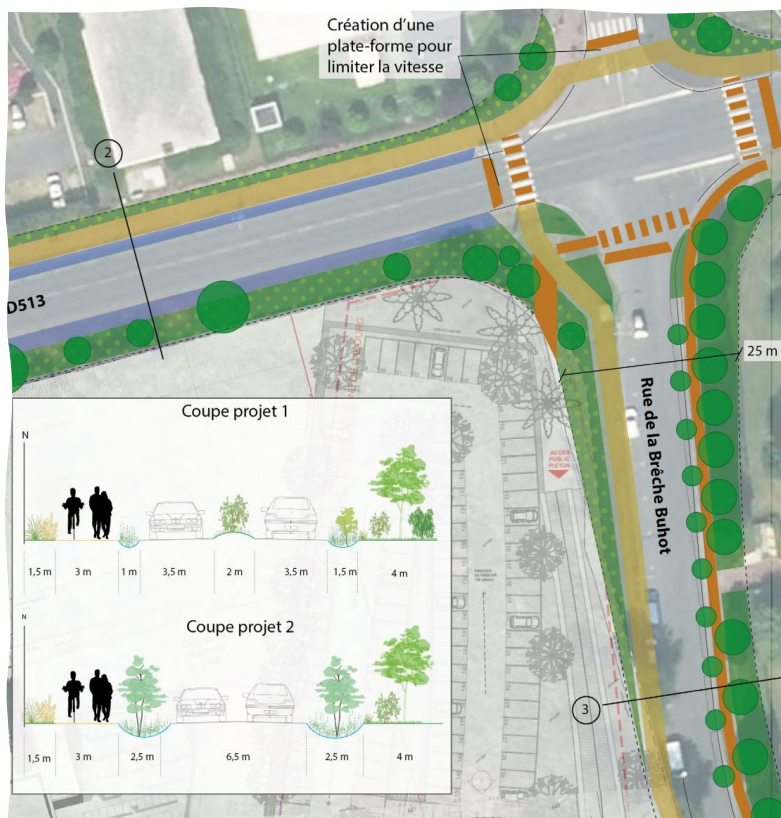 Création d’une
plate-forme pour
limiter la vitesse
2
D513
25 m
Rue de la Brêche Buhot
ACCES
PUBLIC
PIETON
3
Coupe projet 1
N
1,5 m
3 m
1 m
3,5 m
2 m
3,5 m
1,5 m
4 m
Coupe projet 2
N
1,5 m
3 m
2,5 m
6,5 m
2,5 m
4 m